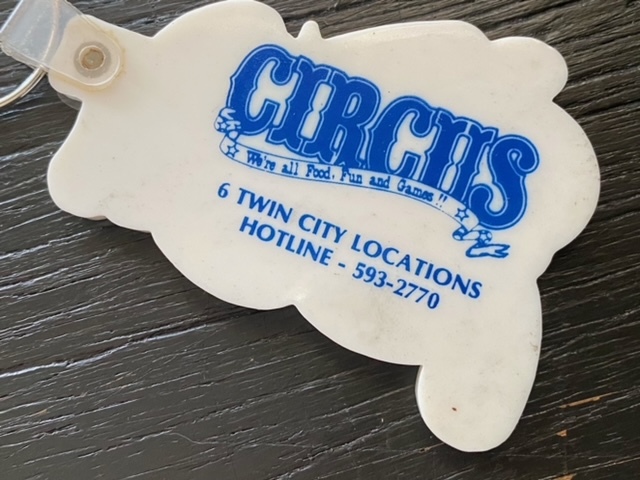 CIRCUS
We're all Food, Fun and Games!!
6 TWIN CITY LOCATIONS
HOTLINE - 593-2770